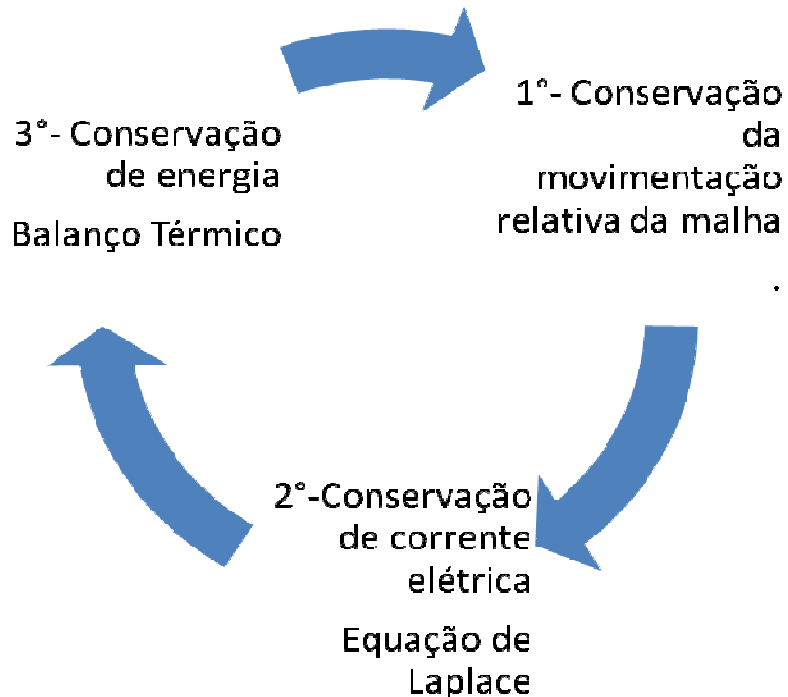 1°- Conservação
da
movimentação
relativa da malha
.
2°-Conservação
de corrente
elétrica
Equação de
Laplace
3°- Conservação
de energia
Balanço Térmico